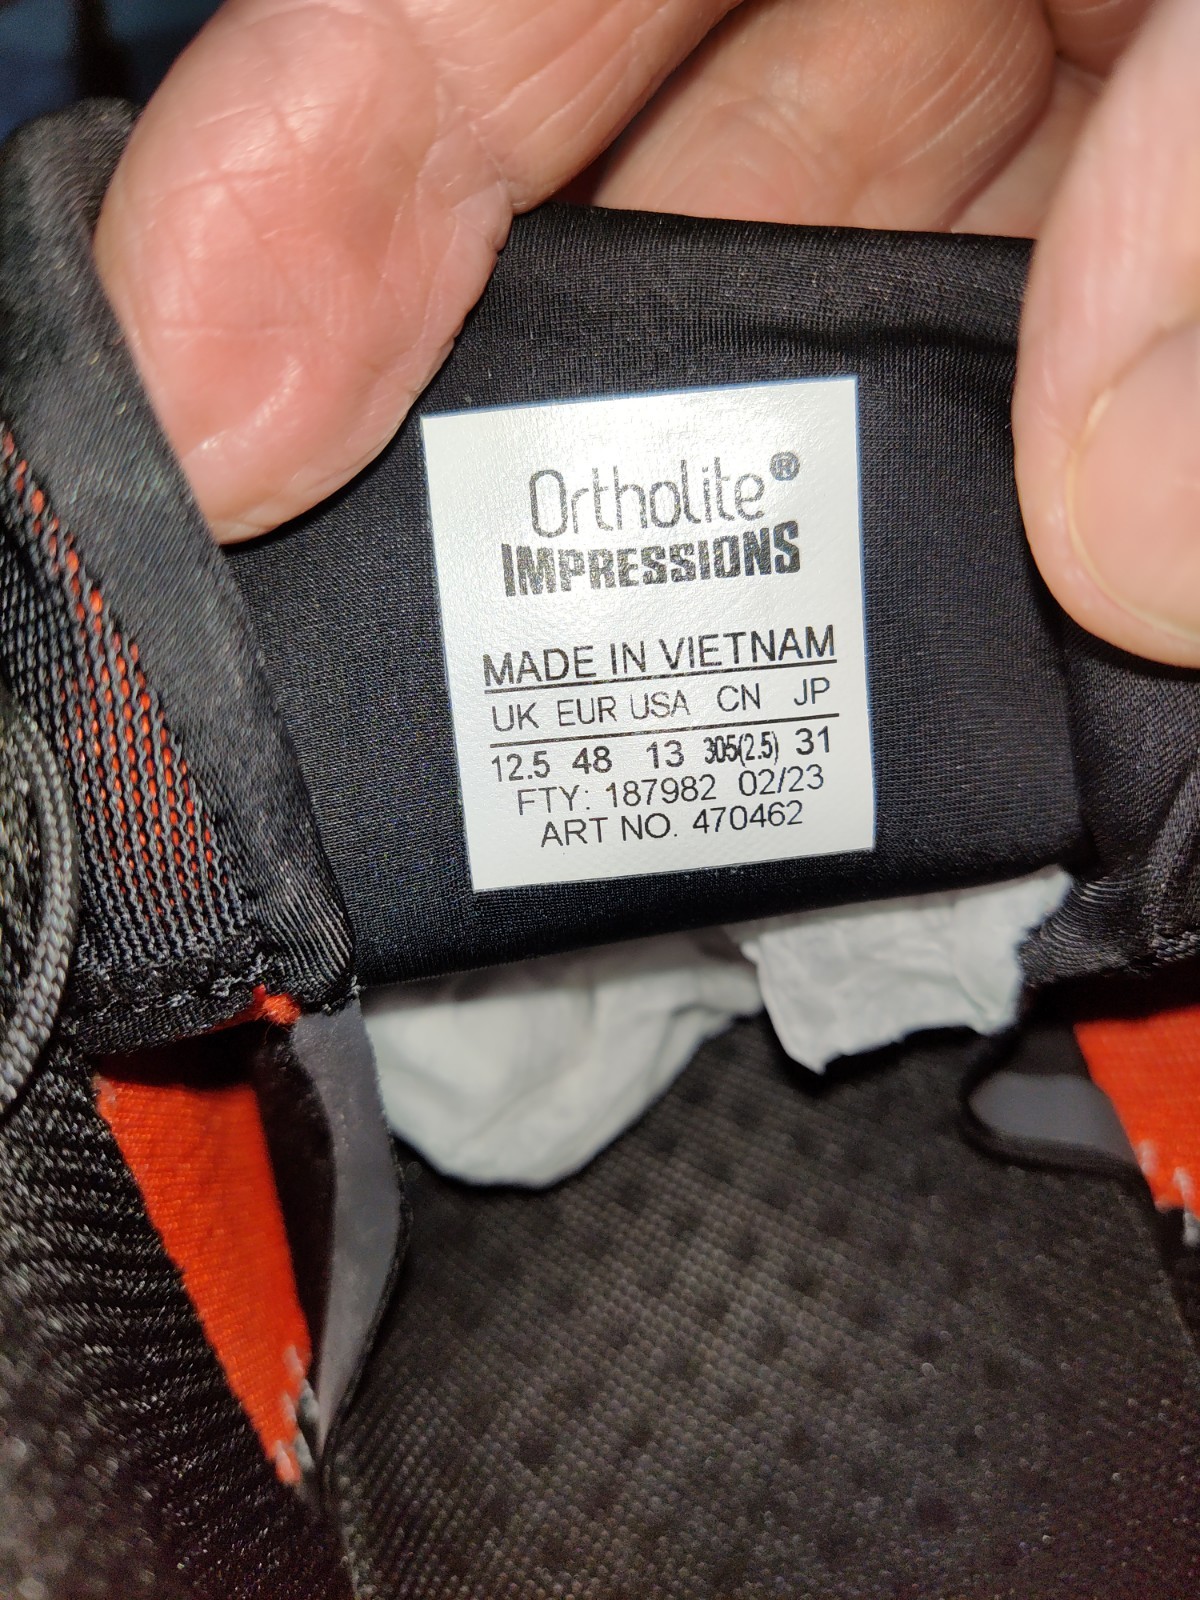 Ortholite®
IMPRESSIONS
MADE IN VIETNAM
UK EUR USA CN JP
12.5 48 13 305(2.5) 31
FTY: 187982 02/23
ART NO. 470462